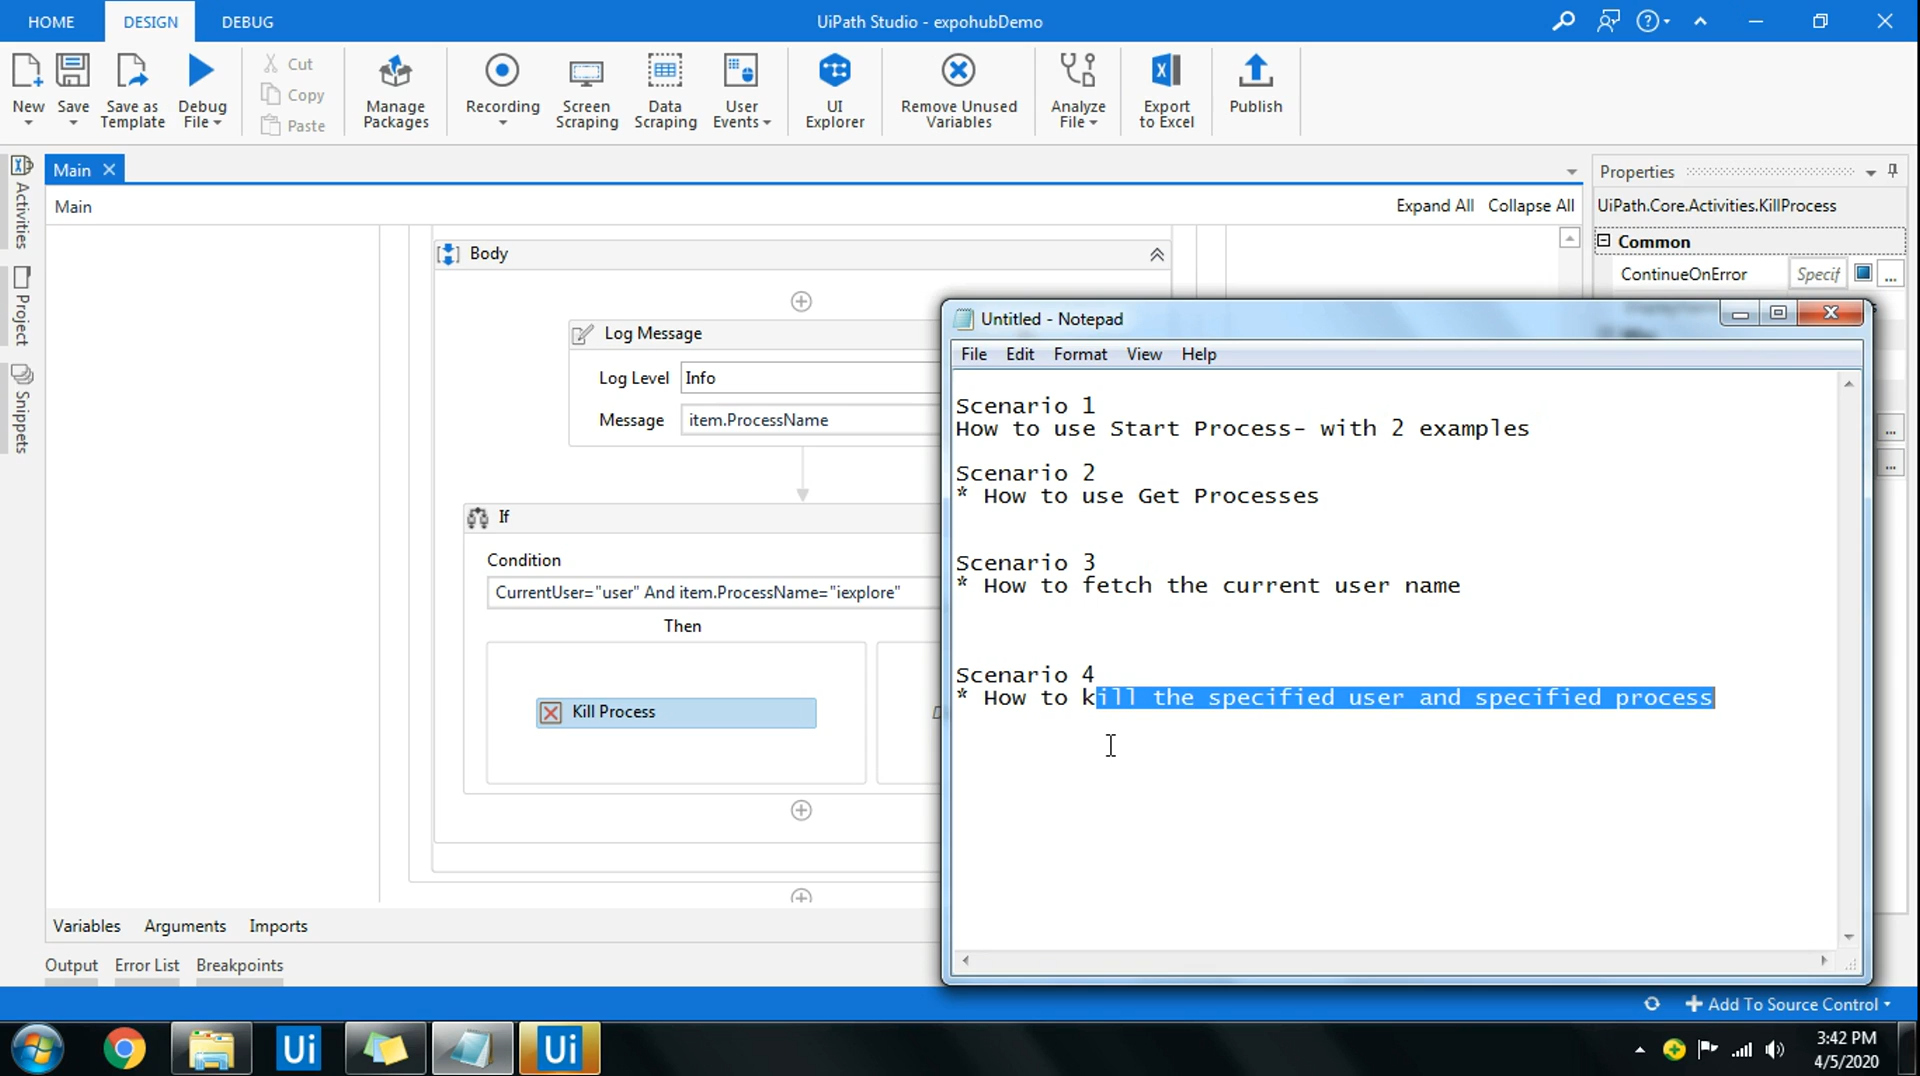 HOME DESIGN DEBUG UiPath Studio - expohubDemo
New Save Save as Template Debug File Cut Copy Paste Manage Packages Recording Screen Scraping Data Scraping User Events UI Explorer Remove Unused Variables Analyze File Export to Excel Publish
Activities
Project
Snippets
Main
Main Expand All Collapse All
Body
Log Message
Log Level Info
Message item.ProcessName
If
Condition
CurrentUser="user" And item.ProcessName="iexplore"
Then
Kill Process
Properties
UiPath.Core.Activities.KillProcess
Common
ContinueOnError Specif ...
...
...
Untitled - Notepad
File Edit Format View Help
Scenario 1
How to use Start Process- with 2 examples
Scenario 2
* How to use Get Processes
Scenario 3
* How to fetch the current user name
Scenario 4
* How to kill the specified user and specified process
Variables Arguments Imports
Output Error List Breakpoints
Add To Source Control
Ui Ui
3:42 PM
4/5/2020